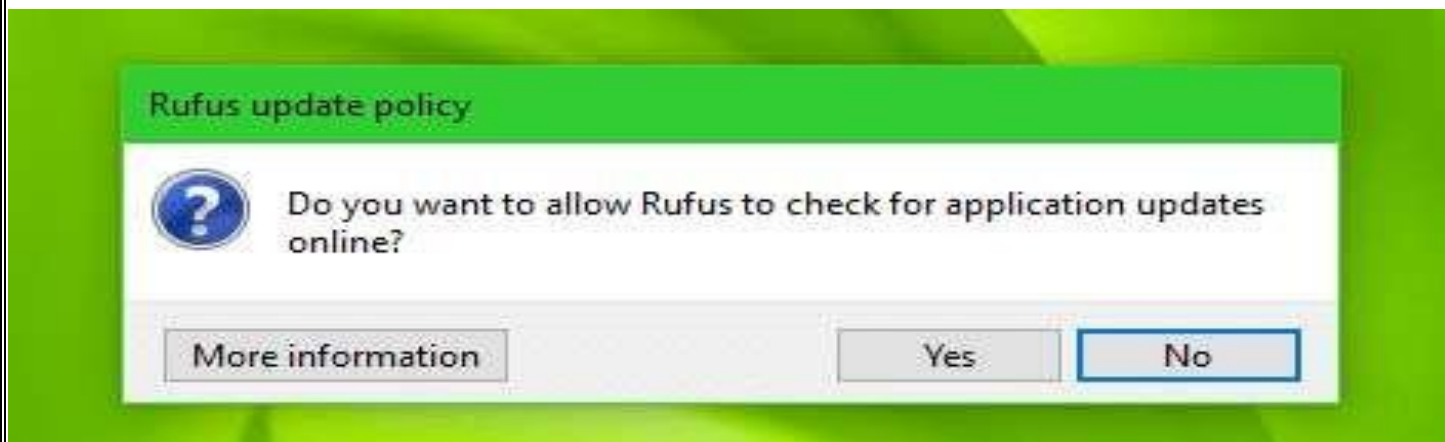 Rufus update policy
Do you want to allow Rufus to check for application updates
online?
More information
Yes
No